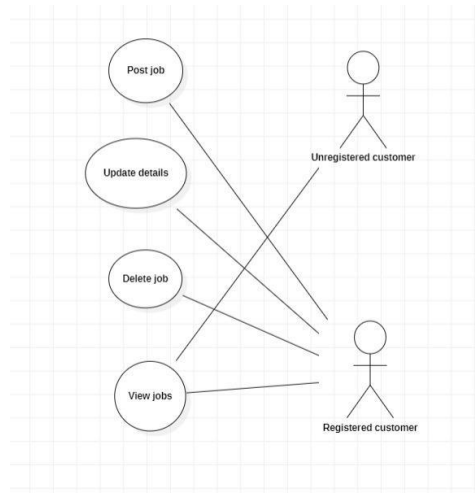 Post job
Unregistered customer
Update details
Delete job
View jobs
Registered customer